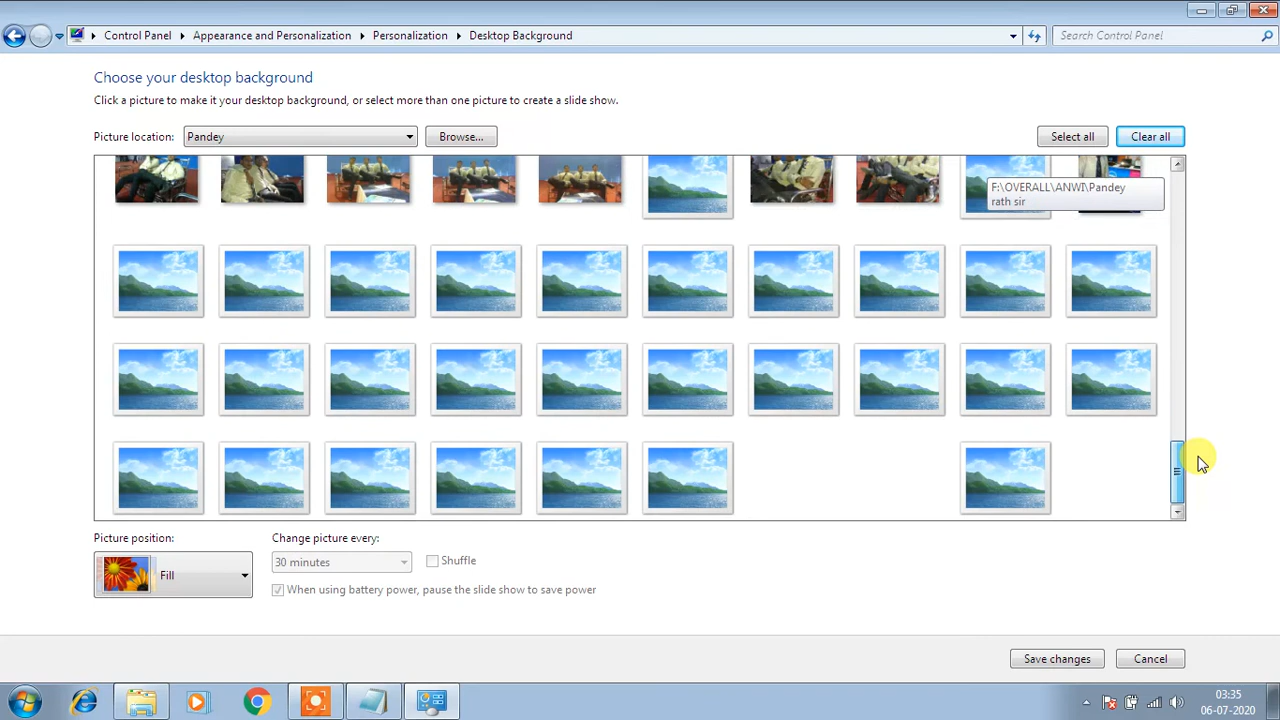 Control Panel Appearance and Personalization Personalization Desktop Background Search Control Panel
Choose your desktop background
Click a picture to make it your desktop background, or select more than one picture to create a slide show.
Picture location: Pandey Browse... Select all Clear all
F:\OVERALL\ANWI\Pandey
rath sir
Picture position: Change picture every:
Fill 30 minutes Shuffle
When using battery power, pause the slide show to save power
Save changes Cancel
03:35
06-07-2020